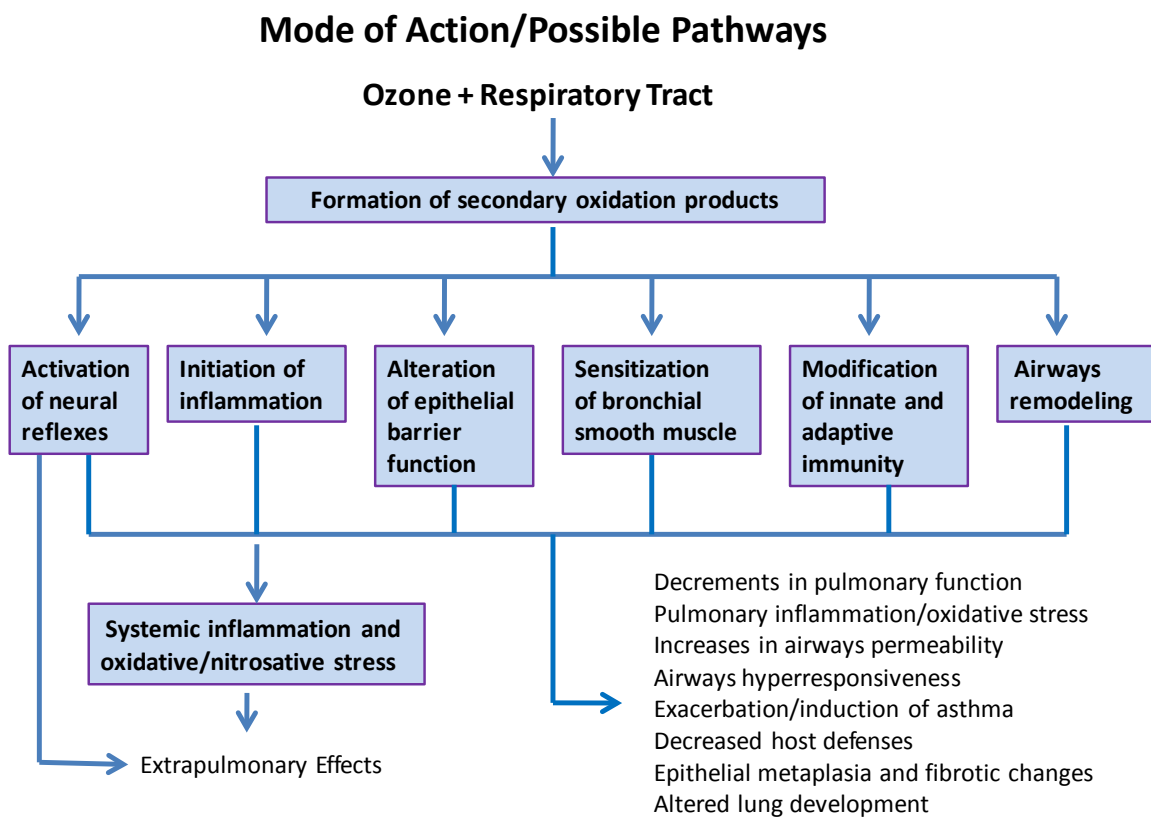 Mode of Action/Possible Pathways
Ozone + Respiratory Tract
Formation of secondary oxidation products
Activation
of neural
reflexes
Initiation of
inflammation
Alteration
of epithelial
barrier
function
Sensitization
of bronchial
smooth muscle
Modification
of innate and
adaptive
immunity
Airways
remodeling
Systemic inflammation and
oxidative/nitrosative stress
Extrapulmonary Effects
Decrements in pulmonary function
Pulmonary inflammation/oxidative stress
Increases in airways permeability
Airways hyperresponsiveness
Exacerbation/induction of asthma
Decreased host defenses
Epithelial metaplasia and fibrotic changes
Altered lung development